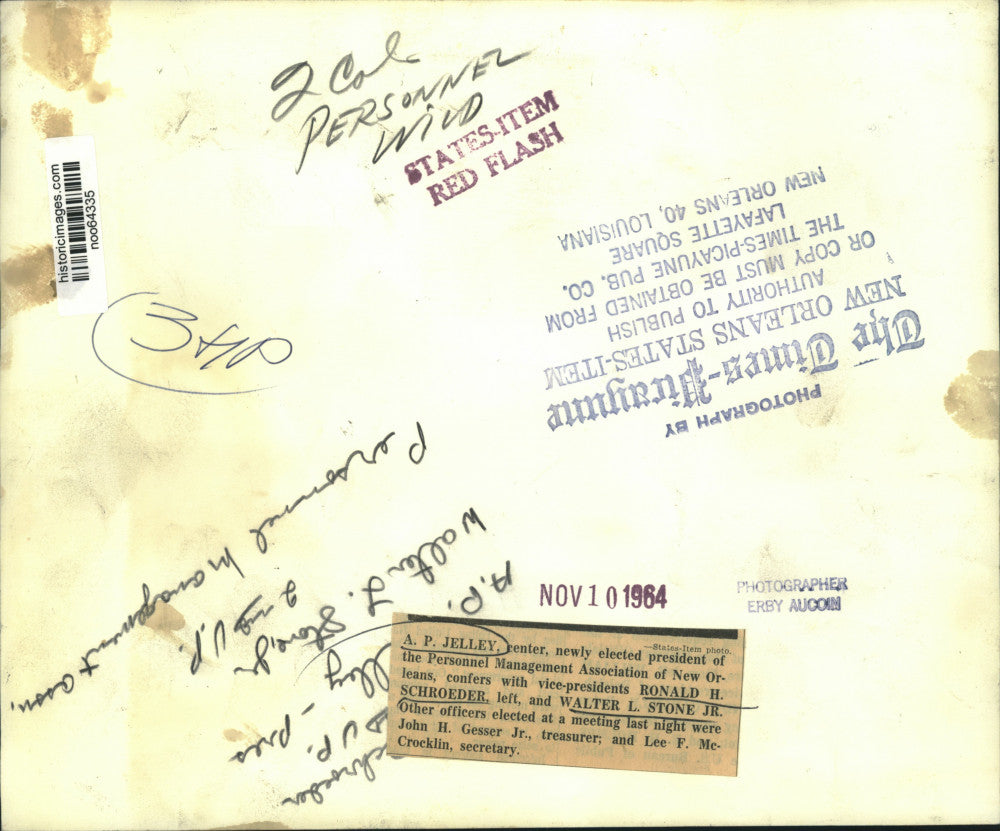 2 Col
PERSONNEL
WILD
STATES-ITEM
RED FLASH
historicimages.com
noo64335
PHOTOGRAPH BY
The Times-Picayune
NEW ORLEANS STATES-ITEM
AUTHORITY TO PUBLISH
OR COPY MUST BE OBTAINED FROM
THE TIMES-PICAYUNE PUB. CO.
LAFAYETTE SQUARE
NEW ORLEANS 40, LOUISIANA
Personnel Management assn.
Walter L. Stone, Jr
2nd V.P.
A.P. Jelley - pres
Schroeder
V.P.
NOV 10 1964
PHOTOGRAPHER
ERBY AUCOIN
—States-Item photo.
A. P. JELLEY, center, newly elected president of
the Personnel Management Association of New Or-
leans, confers with vice-presidents RONALD H.
SCHROEDER, left, and WALTER L. STONE JR.
Other officers elected at a meeting last night were
John H. Gesser Jr., treasurer; and Lee F. Mc-
Crocklin, secretary.